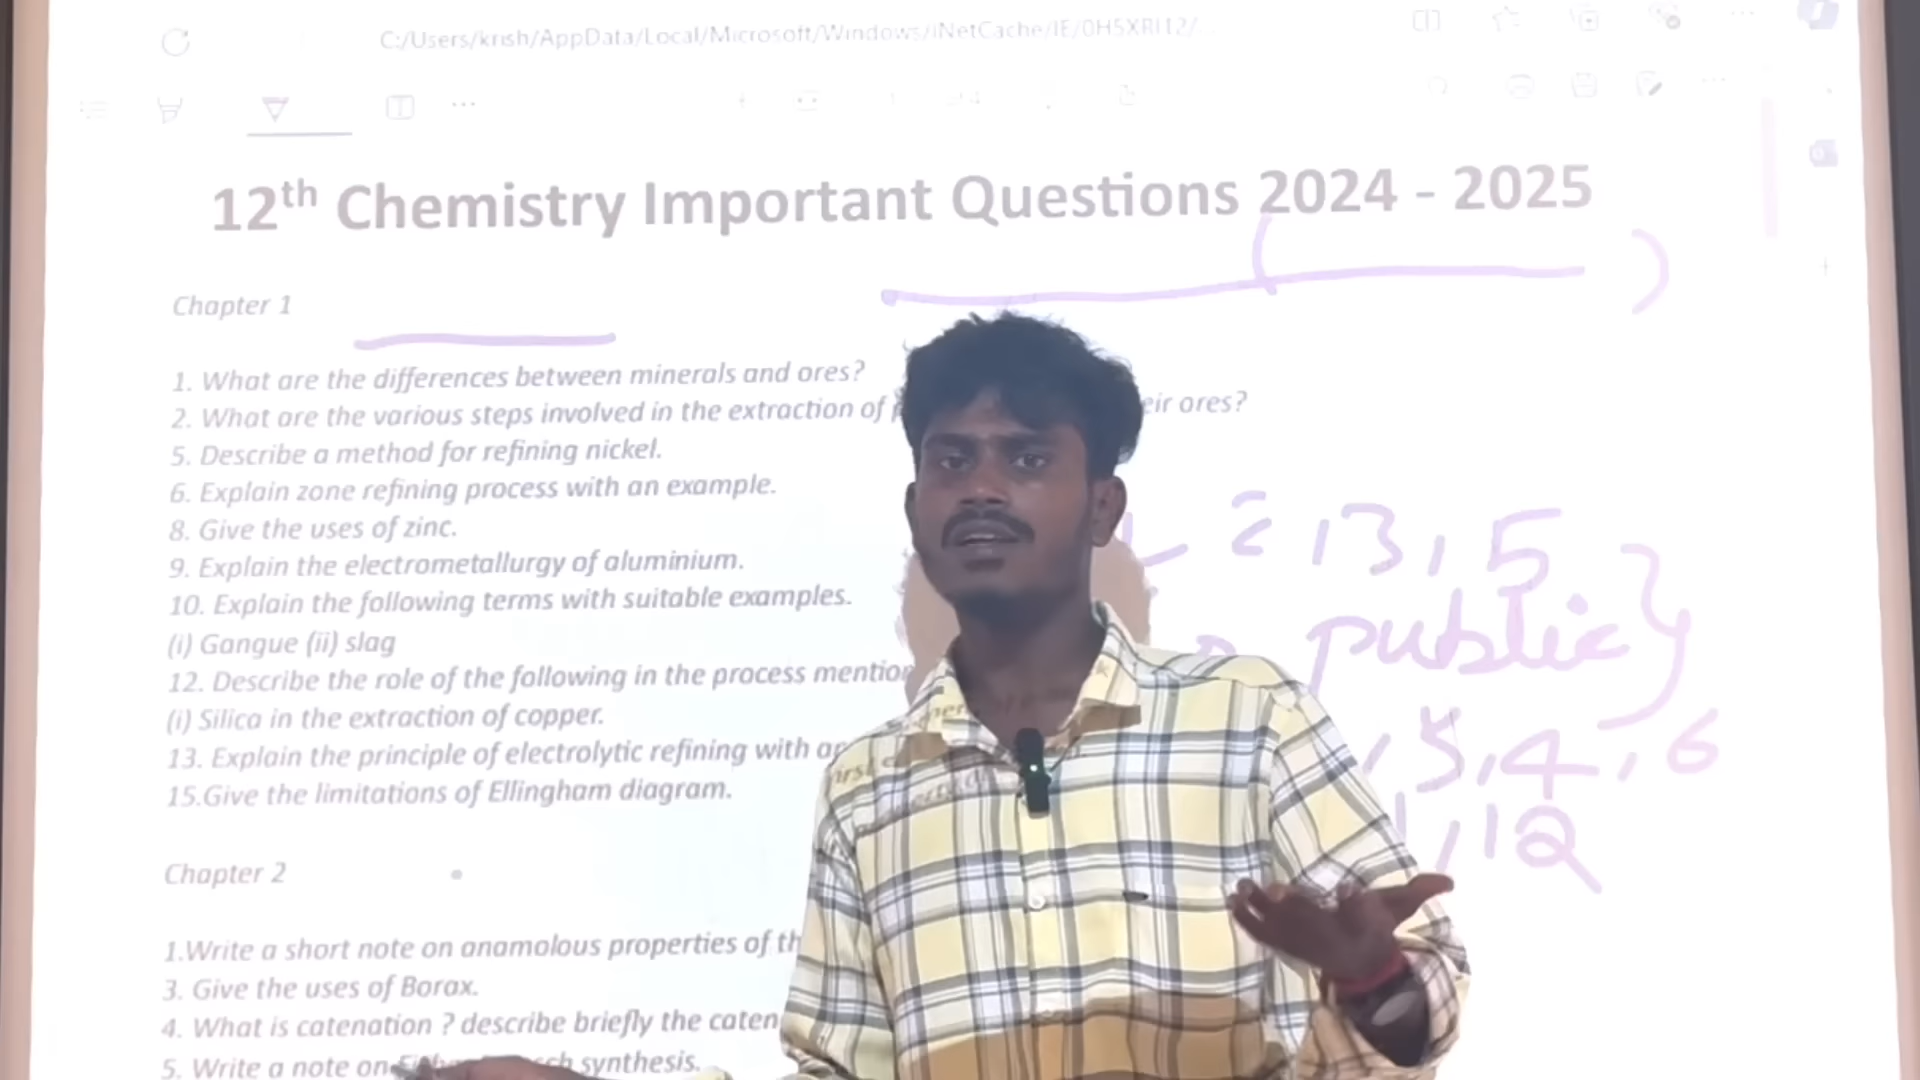 C:/Users/krish/AppData/Local/Microsoft/Windows/INetCache/IE/0H5XRI12/...
12th Chemistry Important Questions 2024 - 2025
Chapter 1
1. What are the differences between minerals and ores?
2. What are the various steps involved in the extraction of eir ores?
5. Describe a method for refining nickel.
6. Explain zone refining process with an example.
8. Give the uses of zinc.
9. Explain the electrometallurgy of aluminium.
10. Explain the following terms with suitable examples.
(i) Gangue (ii) slag
12. Describe the role of the following in the process mention
(i) Silica in the extraction of copper.
13. Explain the principle of electrolytic refining with
15.Give the limitations of Ellingham diagram.
= 13, 5
public
, 5, 4, 6
, 12
Chapter 2
1.Write a short note on anamolous properties of th
3. Give the uses of Borax.
4. What is catenation ? describe briefly the caten
5. Write a note on synthesis.